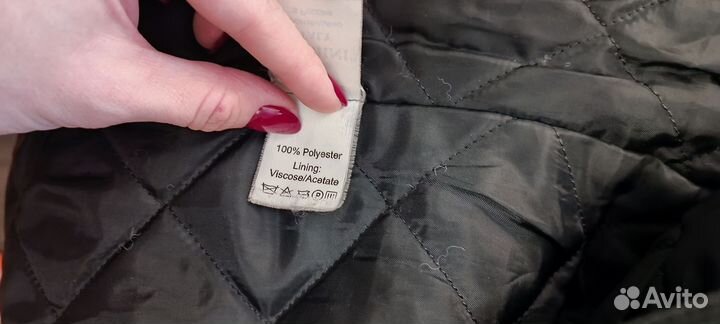 100% Polyester
Lining:
Viscose/Acetate
Avito